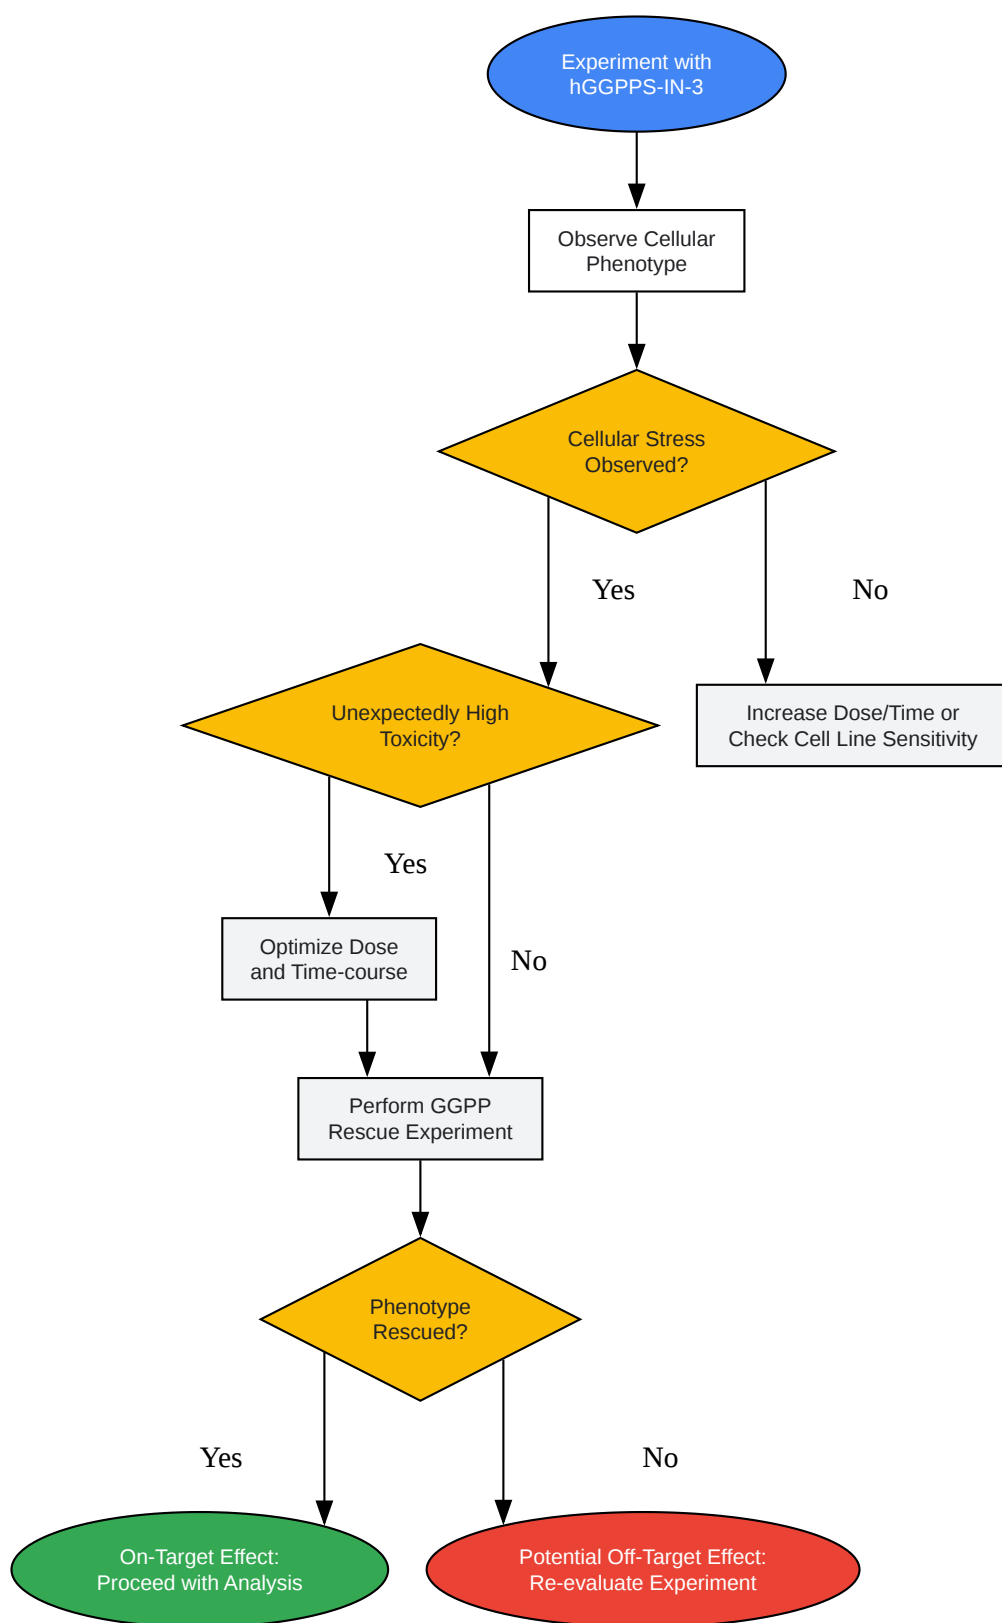 Experiment with
hGGPPS-IN-3
Observe Cellular
Phenotype
Cellular Stress
Observed?
Yes
No
Unexpectedly High
Toxicity?
Increase Dose/Time or
Check Cell Line Sensitivity
Yes
Optimize Dose
and Time-course
No
Perform GGPP
Rescue Experiment
Phenotype
Rescued?
Yes
No
On-Target Effect:
Proceed with Analysis
Potential Off-Target Effect:
Re-evaluate Experiment